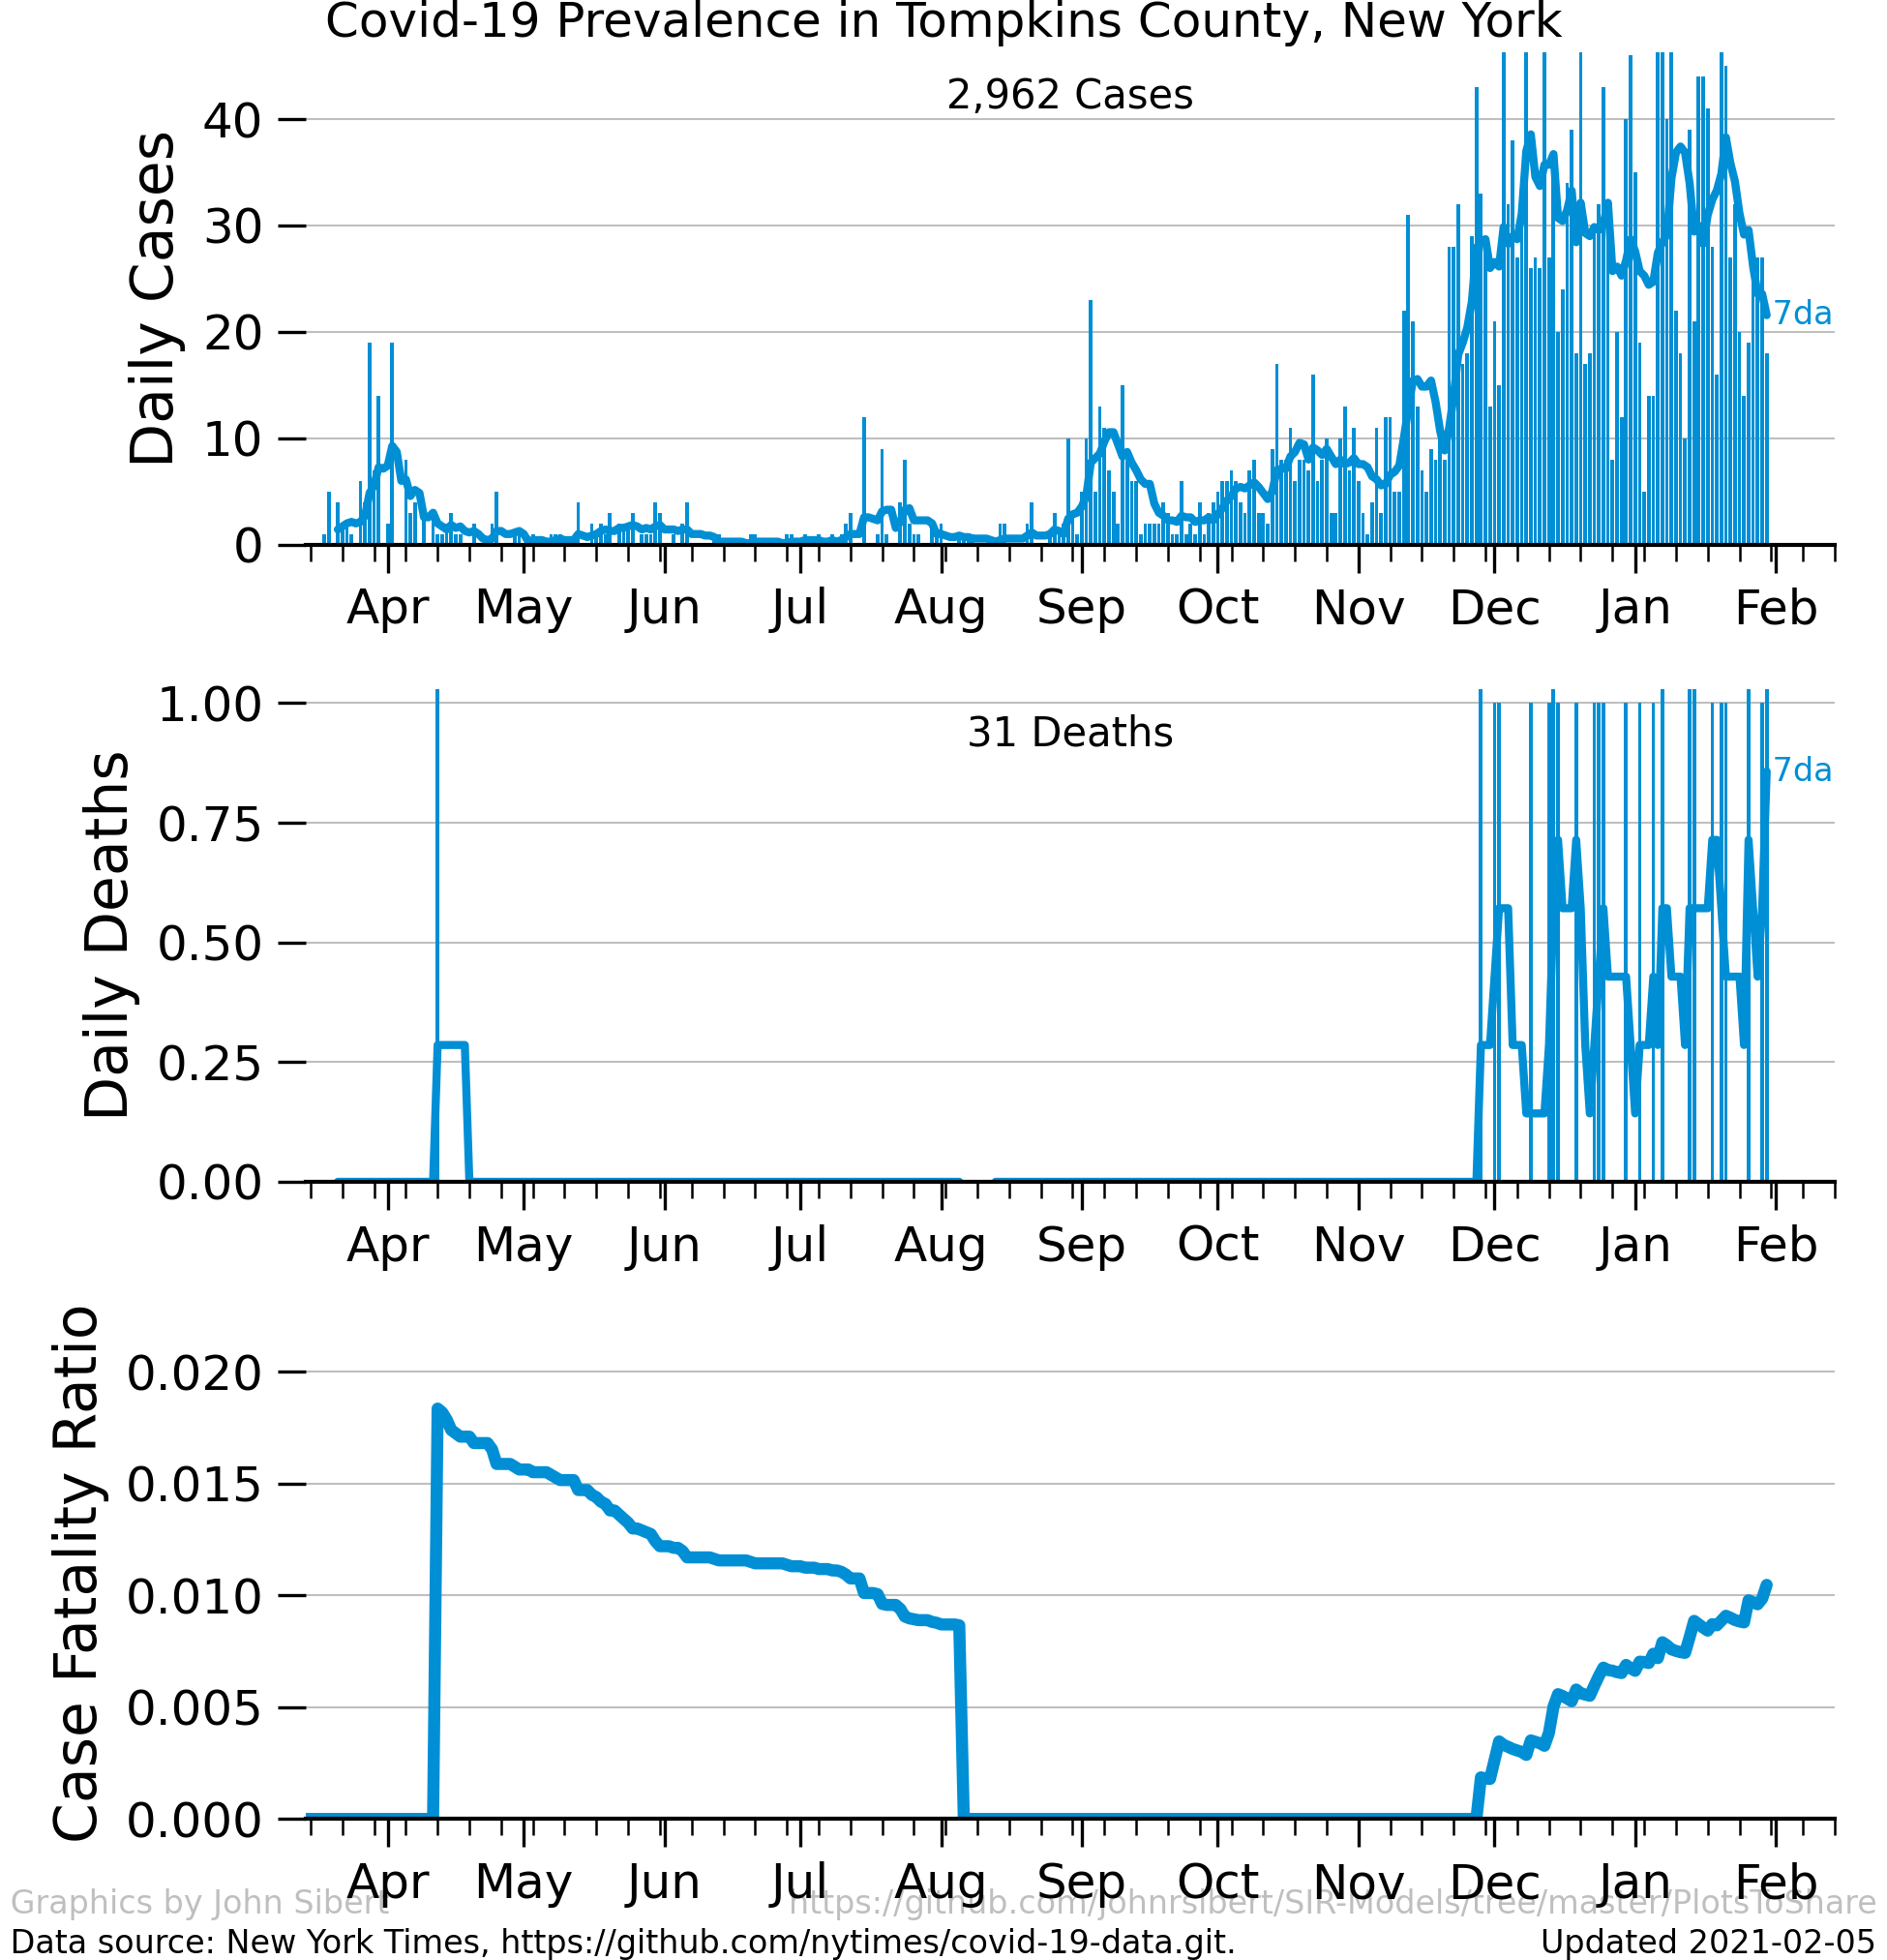 Covid-19 Prevalence in Tompkins County, New York
2,962 Cases
Daily Cases
40
30
20
10
0
7da
Apr May Jun Jul Aug Sep Oct Nov Dec Jan Feb
31 Deaths
Daily Deaths
1.00
0.75
0.50
0.25
0.00
7da
Apr May Jun Jul Aug Sep Oct Nov Dec Jan Feb
Case Fatality Ratio
0.020
0.015
0.010
0.005
0.000
Apr May Jun Jul Aug Sep Oct Nov Dec Jan Feb
Graphics by John Sibert https://github.com/johnrsibert/SIR-Models/tree/master/PlotsToShare
Data source: New York Times, https://github.com/nytimes/covid-19-data.git. Updated 2021-02-05